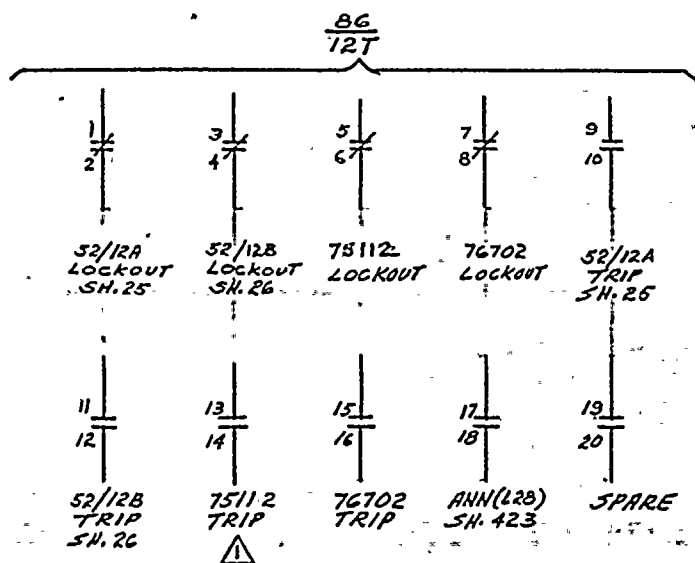 86
12T
1
2
3
4
5
6
7
8
9
10
52/12A
LOCKOUT
SH.25
52/12B
LOCKOUT
SH.26
75112
LOCKOUT
76702
LOCKOUT
52/12A
TRIP
SH.25
11
12
13
14
15
16
17
18
19
20
52/12B
TRIP
SH.26
75112
TRIP
1
76702
TRIP
ANN(L28)
SH.423
SPARE